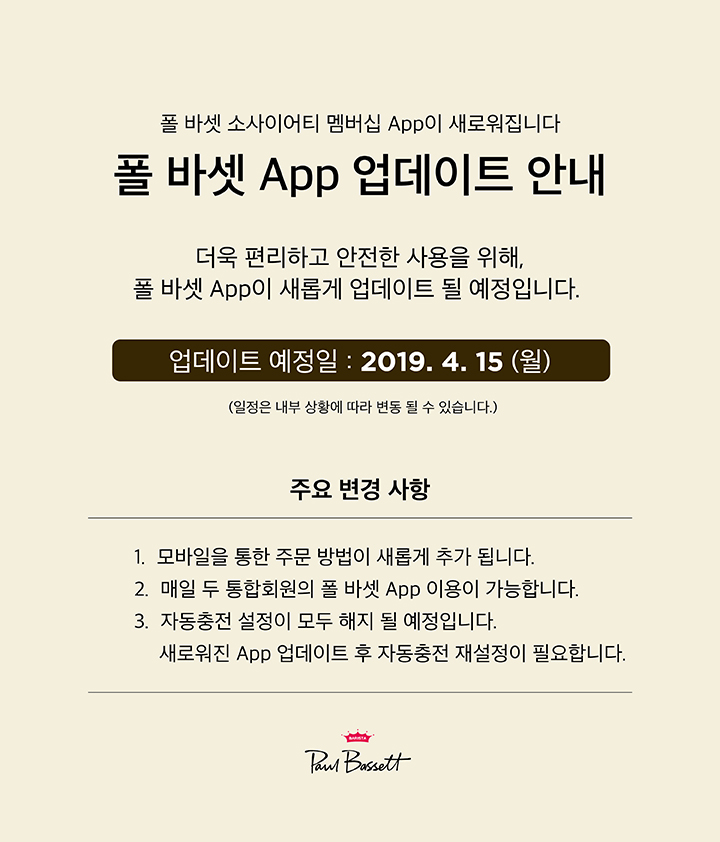 폴 바셋 소사이어티 멤버십 App이 새로워집니다
폴 바셋 App 업데이트 안내
더욱 편리하고 안전한 사용을 위해,
폴 바셋 App이 새롭게 업데이트 될 예정입니다.
업데이트 예정일 : 2019. 4. 15 (월)
(일정은 내부 상황에 따라 변동 될 수 있습니다.)
주요 변경 사항
1. 모바일을 통한 주문 방법이 새롭게 추가 됩니다.
2. 매일 두 통합회원의 폴 바셋 App 이용이 가능합니다.
3. 자동충전 설정이 모두 해지 될 예정입니다.
새로워진 App 업데이트 후 자동충전 재설정이 필요합니다.
BARISTA
Paul Bassett